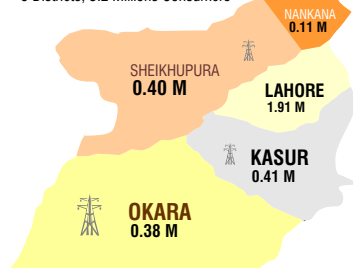 NANKANA
0.11 M
SHEIKHUPURA
0.40 M
LAHORE
1.91 M
KASUR
0.41 M
OKARA
0.38 M